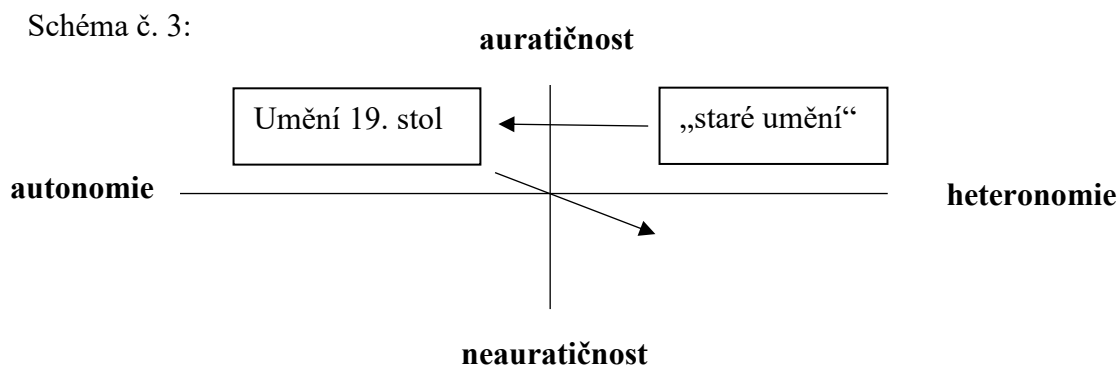 Schéma č. 3:
auratičnost
Umění 19. stol
„staré umění“
autonomie
heteronomie
neauratičnost